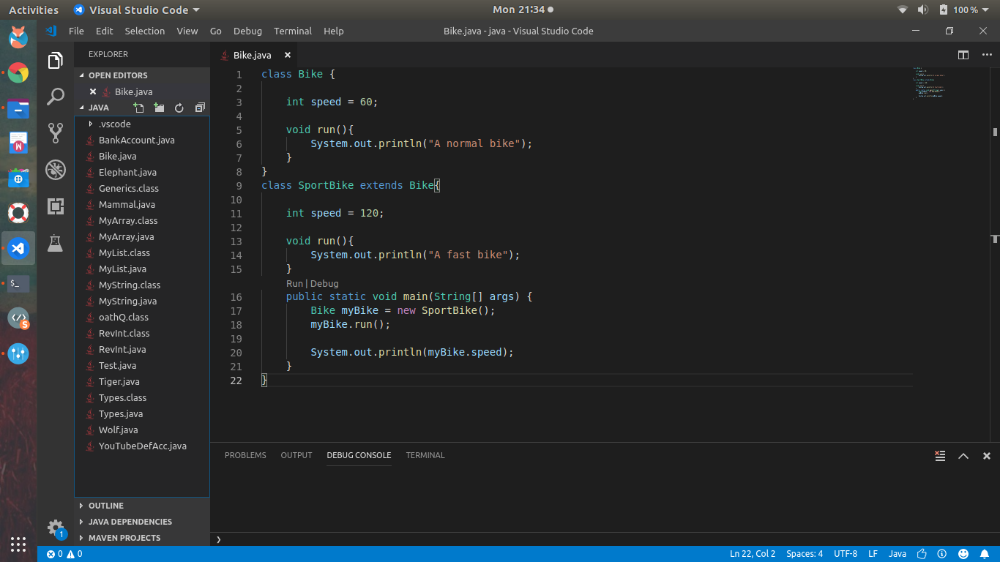 Activities Visual Studio Code Mon 21:34 100 %
File Edit Selection View Go Debug Terminal Help Bike.java - java - Visual Studio Code
EXPLORER
OPEN EDITORS
Bike.java
JAVA
.vscode
BankAccount.java
Bike.java
Elephant.java
Generics.class
Mammal.java
MyArray.class
MyArray.java
MyList.class
MyList.java
MyString.class
MyString.java
oathQ.class
RevInt.class
RevInt.java
Test.java
Tiger.java
Types.class
Types.java
Wolf.java
YouTubeDefAcc.java
OUTLINE
JAVA DEPENDENCIES
MAVEN PROJECTS
Bike.java
1 class Bike {
2
3 int speed = 60;
4
5 void run(){
6 System.out.println("A normal bike");
7 }
8 }
9 class SportBike extends Bike{
10
11 int speed = 120;
12
13 void run(){
14 System.out.println("A fast bike");
15 }
Run | Debug
16 public static void main(String[] args) {
17 Bike myBike = new SportBike();
18 myBike.run();
19
20 System.out.println(myBike.speed);
21 }
22 }
PROBLEMS OUTPUT DEBUG CONSOLE TERMINAL
1
0 0 Ln 22, Col 2 Spaces: 4 UTF-8 LF Java